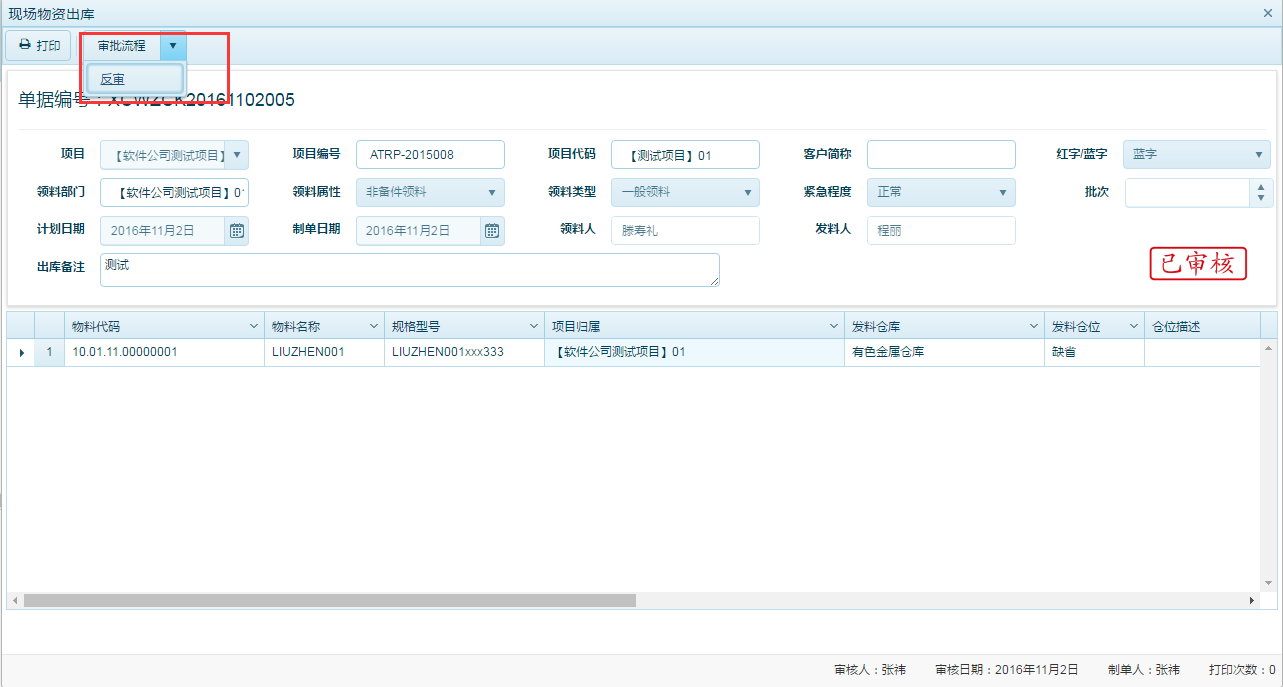 现场物资出库
打印 审批流程
反审
单据编号：XCWZCK20161102005
项目 【软件公司测试项目】 项目编号 ATRP-2015008 项目代码 【测试项目】01 客户简称 红字/蓝字 蓝字
领料部门 【软件公司测试项目】0 领料属性 非备件领料 领料类型 一般领料 紧急程度 正常 批次
计划日期 2016年11月2日 制单日期 2016年11月2日 领料人 滕寿礼 发料人 程丽
出库备注 测试
已审核
物料代码 物料名称 规格型号 项目归属 发料仓库 发料仓位 仓位描述
1 10.01.11.00000001 LIUZHEN001 LIUZHEN001xxx333 【软件公司测试项目】01 有色金属仓库 缺省
审核人：张祎 审核日期：2016年11月2日 制单人：张祎 打印次数：0